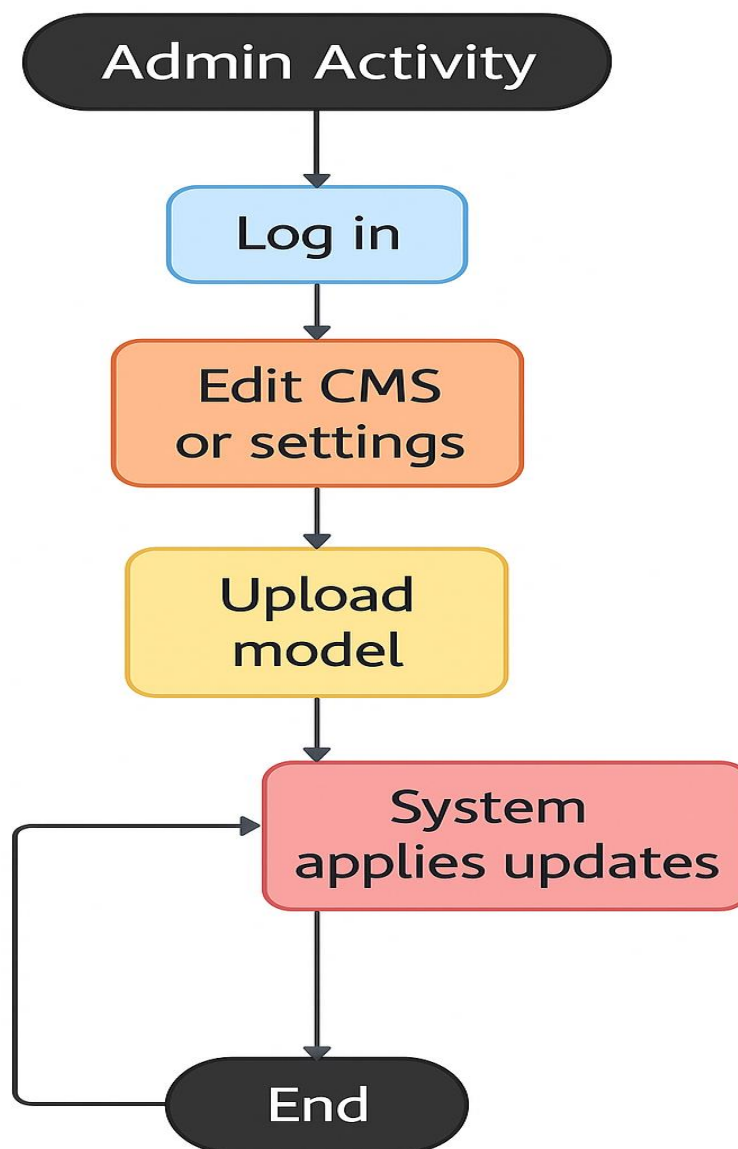 Admin Activity
Log in
Edit CMS
or settings
Upload
model
System
applies updates
End